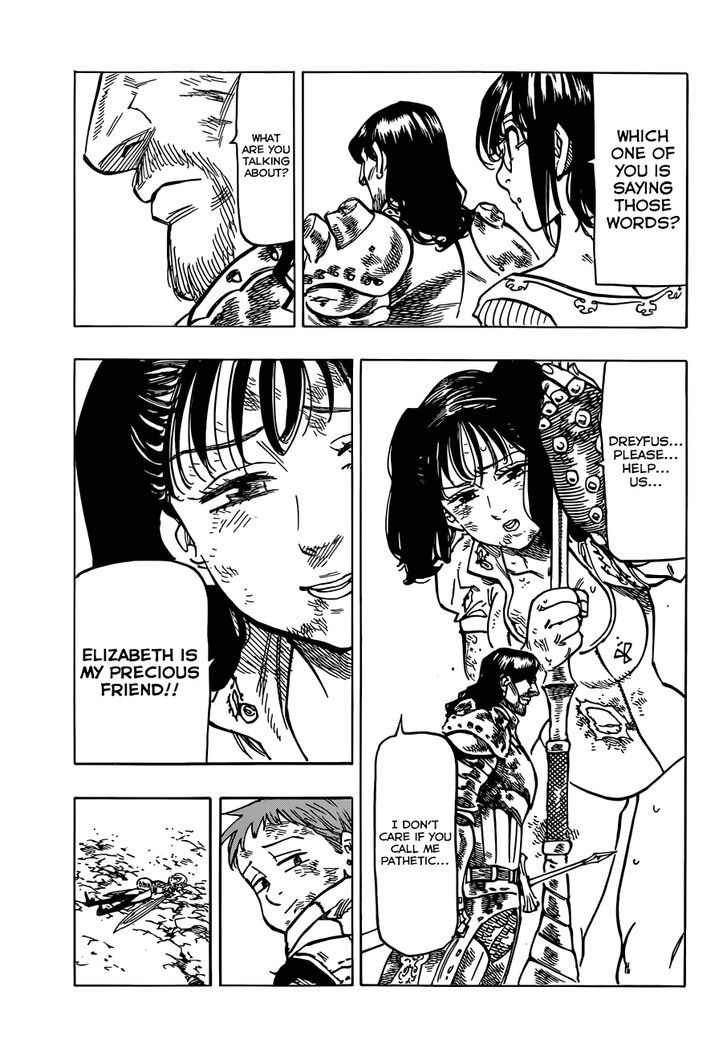 WHICH
ONE OF
YOU IS
SAYING
THOSE
WORDS?
WHAT
ARE YOU
TALKING
ABOUT?
DREYFUS...
PLEASE...
HELP...
US...
I DON'T
CARE IF YOU
CALL ME
PATHETIC...
ELIZABETH IS
MY PRECIOUS
FRIEND!!